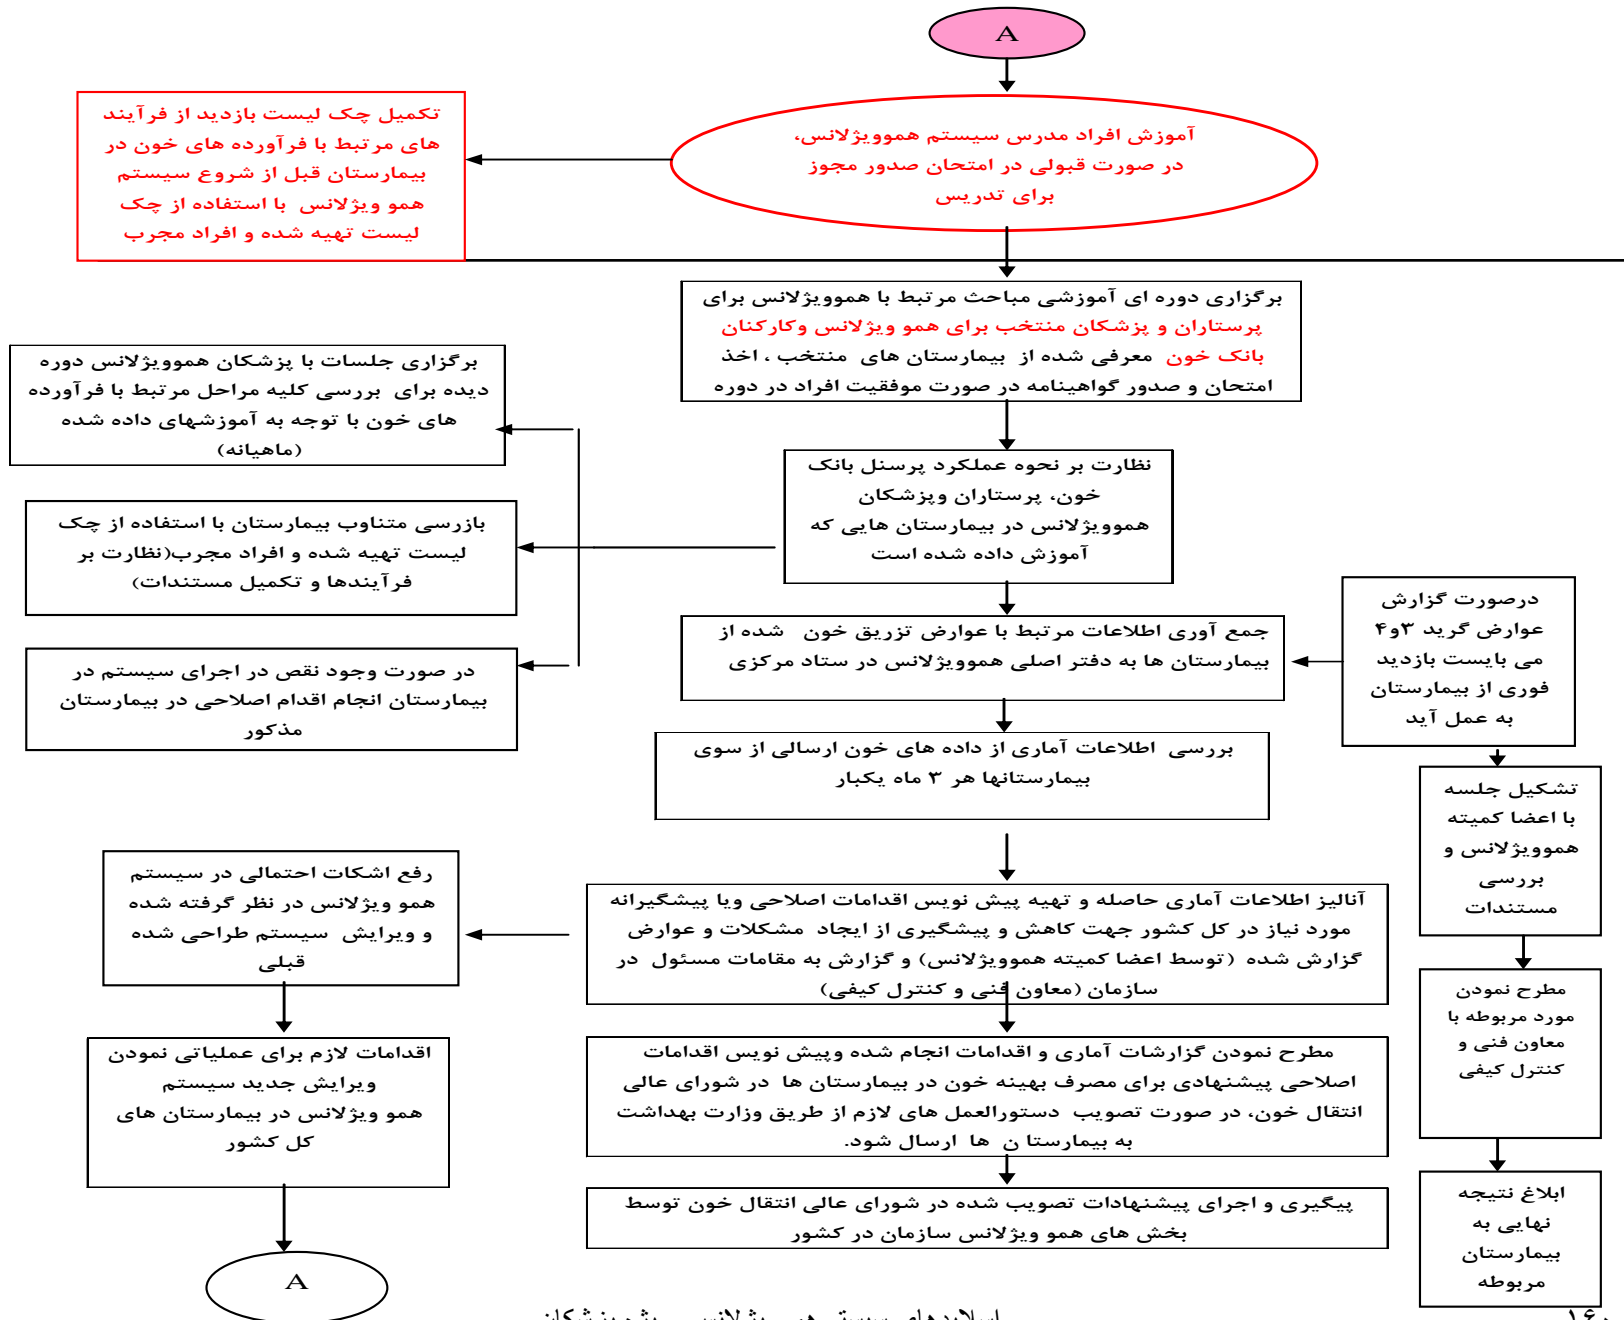 A
آموزش افراد مدرس سیستم هموویژلانس،
در صورت قبولی در امتحان صدور مجوز
برای تدریس
تکمیل چک لیست بازدید از فرآیند
های مرتبط با فرآورده های خون در
بیمارستان قبل از شروع سیستم
همو ویژلانس با استفاده از چک
لیست تهیه شده و افراد مجرب
برگزاری دوره ای آموزشی مباحث مرتبط با هموویژلانس برای
پرستاران و پزشکان منتخب برای همو ویژلانس وکارکنان
بانک خون معرفی شده از بیمارستان های منتخب ، اخذ
امتحان و صدور گواهینامه در صورت موفقیت افراد در دوره
برگزاری جلسات با پزشکان هموویژلانس دوره
دیده برای بررسی کلیه مراحل مرتبط با فرآورده
های خون با توجه به آموزشهای داده شده
(ماهیانه)
نظارت بر نحوه عملکرد پرسنل بانک
خون، پرستاران وپزشکان
هموویژلانس در بیمارستان هایی که
آموزش داده شده است
بازرسی متناوب بیمارستان با استفاده از چک
لیست تهیه شده و افراد مجرب(نظارت بر
فرآیندها و تکمیل مستندات)
در صورت وجود نقص در اجرای سیستم در
بیمارستان انجام اقدام اصلاحی در بیمارستان
مذکور
جمع آوری اطلاعات مرتبط با عوارض تزریق خون شده از
بیمارستان ها به دفتر اصلی هموویژلانس در ستاد مرکزی
درصورت گزارش
عوارض گرید ۳و۴
می بایست بازدید
فوری از بیمارستان
به عمل آید
بررسی اطلاعات آماری از داده های خون ارسالی از سوی
بیمارستانها هر ۳ ماه یکبار
تشکیل جلسه
با اعضا کمیته
هموویژلانس و
بررسی
مستندات
آنالیز اطلاعات آماری حاصله و تهیه پیش نویس اقدامات اصلاحی ویا پیشگیرانه
مورد نیاز در کل کشور جهت کاهش و پیشگیری از ایجاد مشکلات و عوارض
گزارش شده (توسط اعضا کمیته هموویژلانس) و گزارش به مقامات مسئول در
سازمان (معاون فنی و کنترل کیفی)
رفع اشکات احتمالی در سیستم
همو ویژلانس در نظر گرفته شده
و ویرایش سیستم طراحی شده
قبلی
مطرح نمودن
مورد مربوطه با
معاون فنی و
کنترل کیفی
اقدامات لازم برای عملیاتی نمودن
ویرایش جدید سیستم
همو ویژلانس در بیمارستان های
کل کشور
مطرح نمودن گزارشات آماری و اقدامات انجام شده وپیش نویس اقدامات
اصلاحی پیشنهادی برای مصرف بهینه خون در بیمارستان ها در شورای عالی
انتقال خون، در صورت تصویب دستورالعمل های لازم از طریق وزارت بهداشت
به بیمارستا ن ها ارسال شود.
پیگیری و اجرای پیشنهادات تصویب شده در شورای عالی انتقال خون توسط
بخش های همو ویژلانس سازمان در کشور
ابلاغ نتیجه
نهایی به
بیمارستان
مربوطه
A